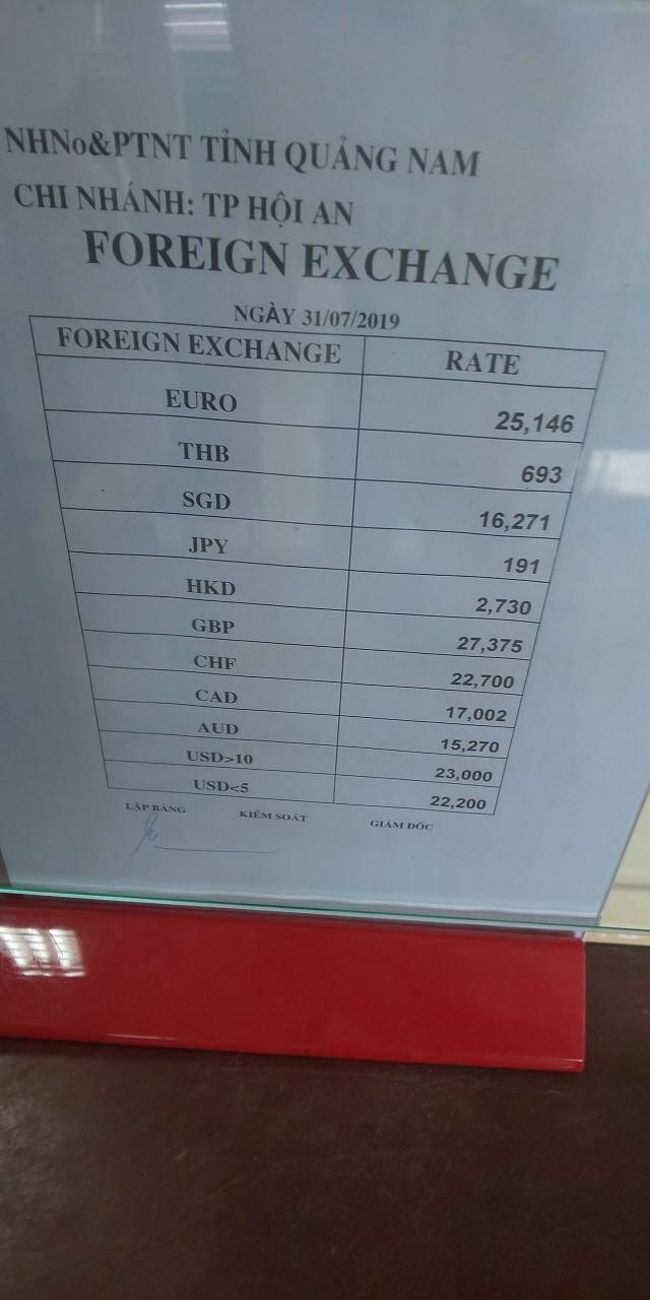 NHNo&PTNT TỈNH QUẢNG NAM
CHI NHÁNH: TP HỘI AN
FOREIGN EXCHANGE
NGÀY 31/07/2019
FOREIGN EXCHANGE RATE
EURO 25,146
THB 693
SGD 16,271
JPY 191
HKD 2,730
GBP 27,375
CHF 22,700
CAD 17,002
AUD 15,270
USD>10 23,000
USD<5 22,200
LẬP BẢNG KIỂM SOÁT GIÁM ĐỐC